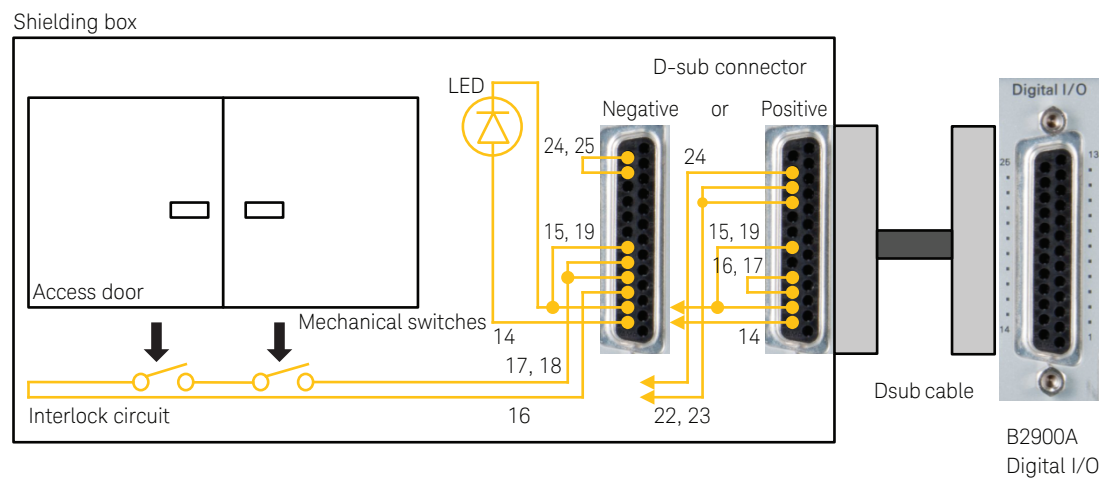 Shielding box
LED
D-sub connector
Negative or Positive
Digital I/O
24, 25
24
25
13
15, 19
15, 19
16, 17
Access door
Mechanical switches
14
14
14
1
17, 18
Interlock circuit
16
22, 23
Dsub cable
B2900A
Digital I/O